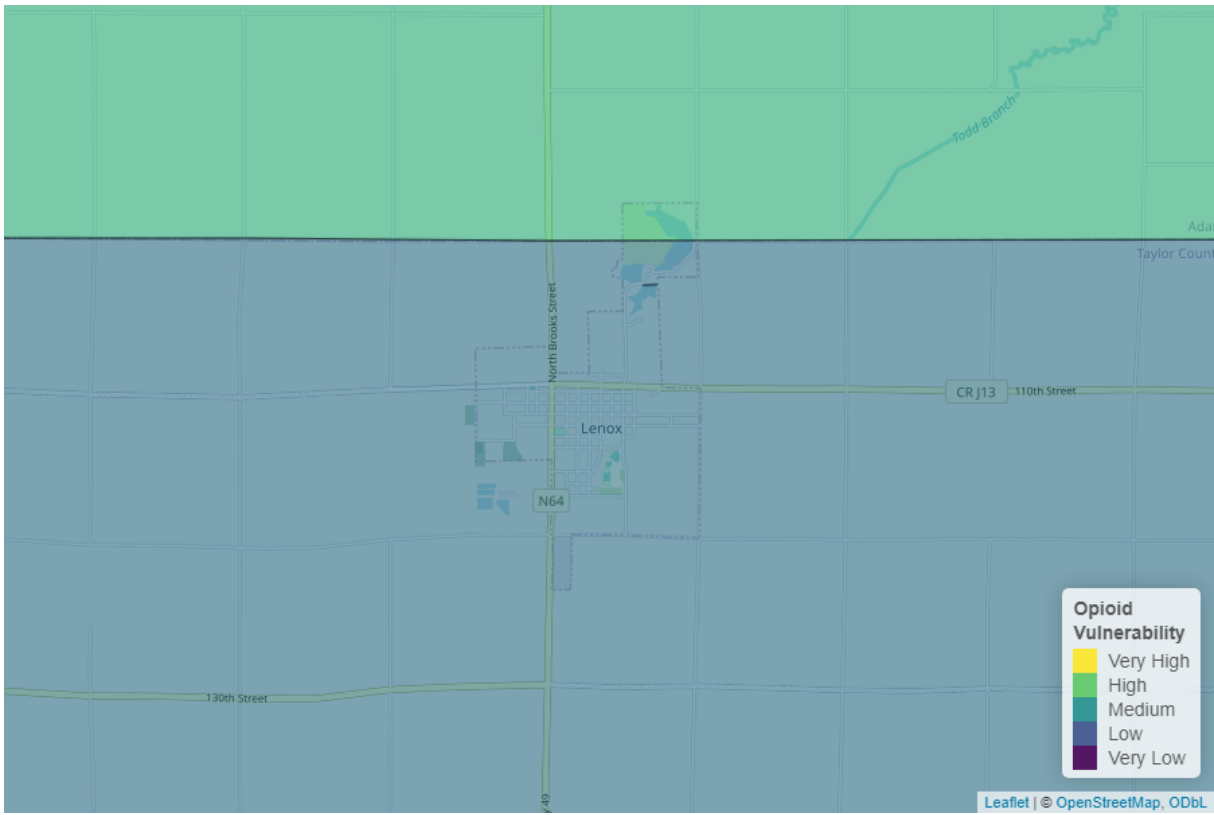 Todd Branch
Ada
Taylor Count
North Brooks Street
CR J13
110th Street
Lenox
N64
130th Street
y 49
Opioid
Vulnerability
Very High
High
Medium
Low
Very Low
Leaflet | © OpenStreetMap, ODbL